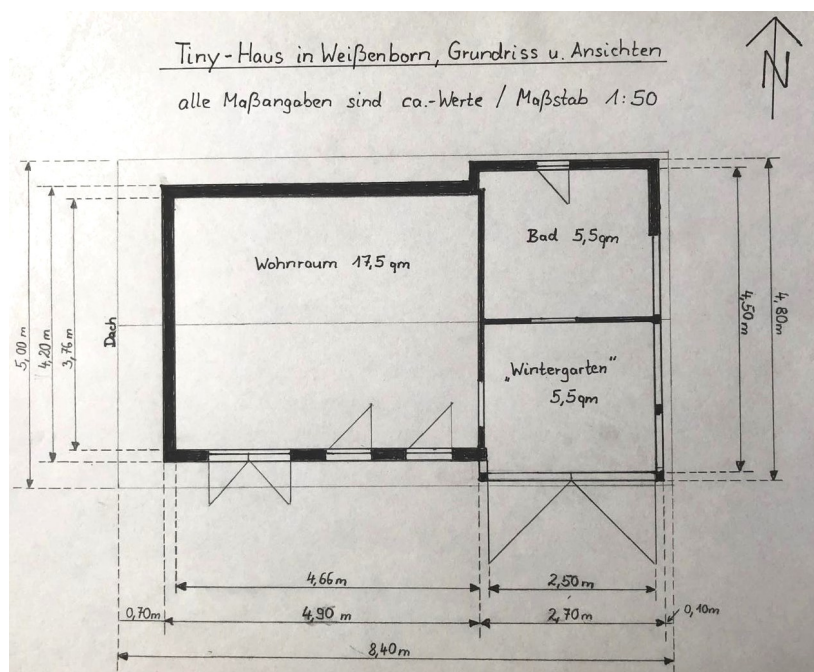 Tiny-Haus in Weißenborn, Grundriss u. Ansichten
alle Maßangaben sind ca.-Werte / Maßstab 1:50
N
Bad 5,5qm
Wohnraum 17,5 qm
5,00 m
4,20 m
3,76 m
Dach
4,50m
4,80m
„Wintergarten"
5,5qm
4,66m
2,50m
0,70m
4,90 m
2,70m
0,10m
8,40m